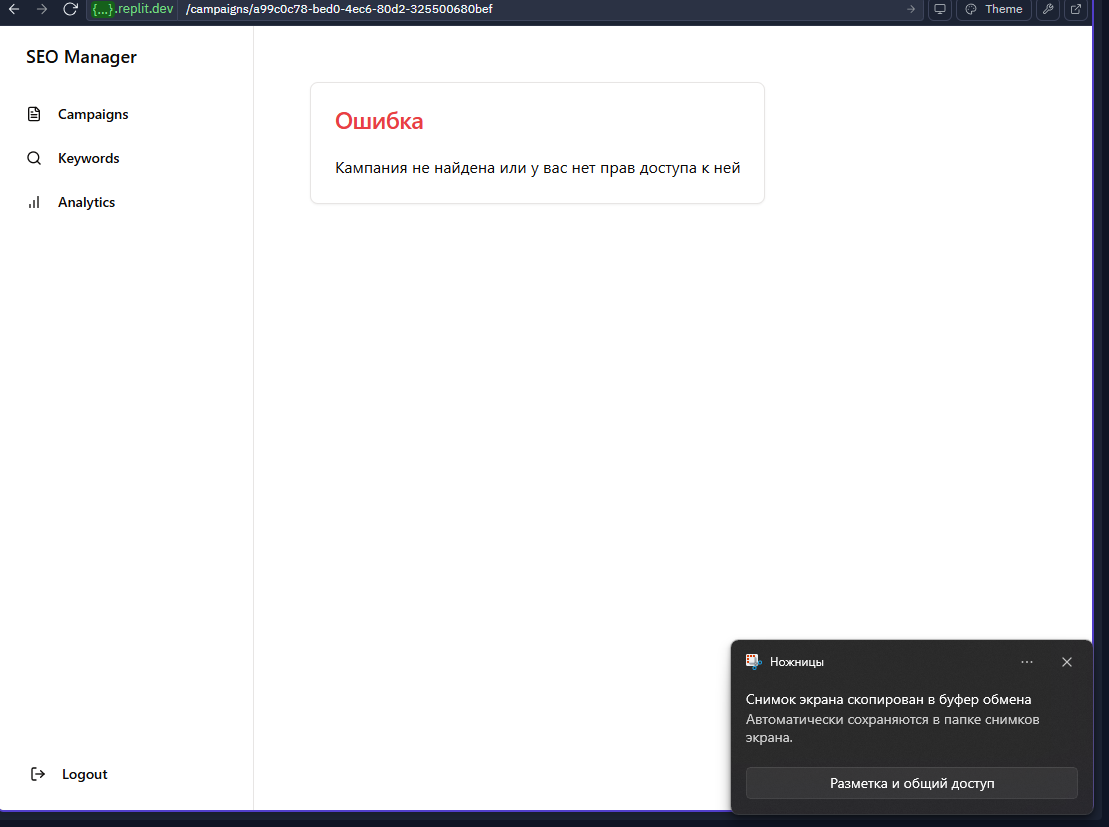 {...}.replit.dev /campaigns/a99c0c78-bed0-4ec6-80d2-325500680bef Theme
SEO Manager
Campaigns
Keywords
Analytics
Ошибка
Кампания не найдена или у вас нет прав доступа к ней
Ножницы
Снимок экрана скопирован в буфер обмена
Автоматически сохраняются в папке снимков
экрана.
Разметка и общий доступ
Logout